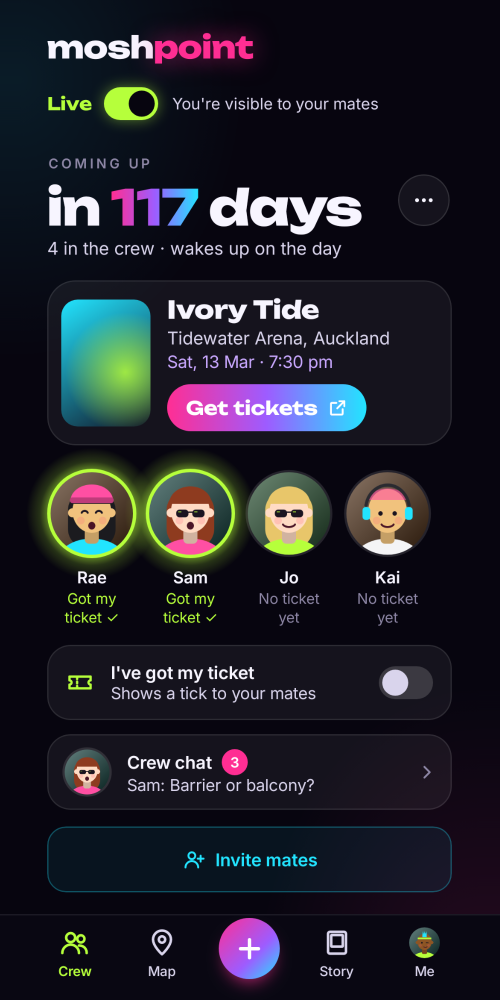 moshpoint
Live
You're visible to your mates
COMING UP
in 117 days
4 in the crew · wakes up on the day
Ivory Tide
Tidewater Arena, Auckland
Sat, 13 Mar · 7:30 pm
Get tickets
Rae
Got my
ticket ✓
Sam
Got my
ticket ✓
Jo
No ticket
yet
Kai
No ticket
yet
I've got my ticket
Shows a tick to your mates
Crew chat 3
Sam: Barrier or balcony?
Invite mates
Crew
Map
Story
Me